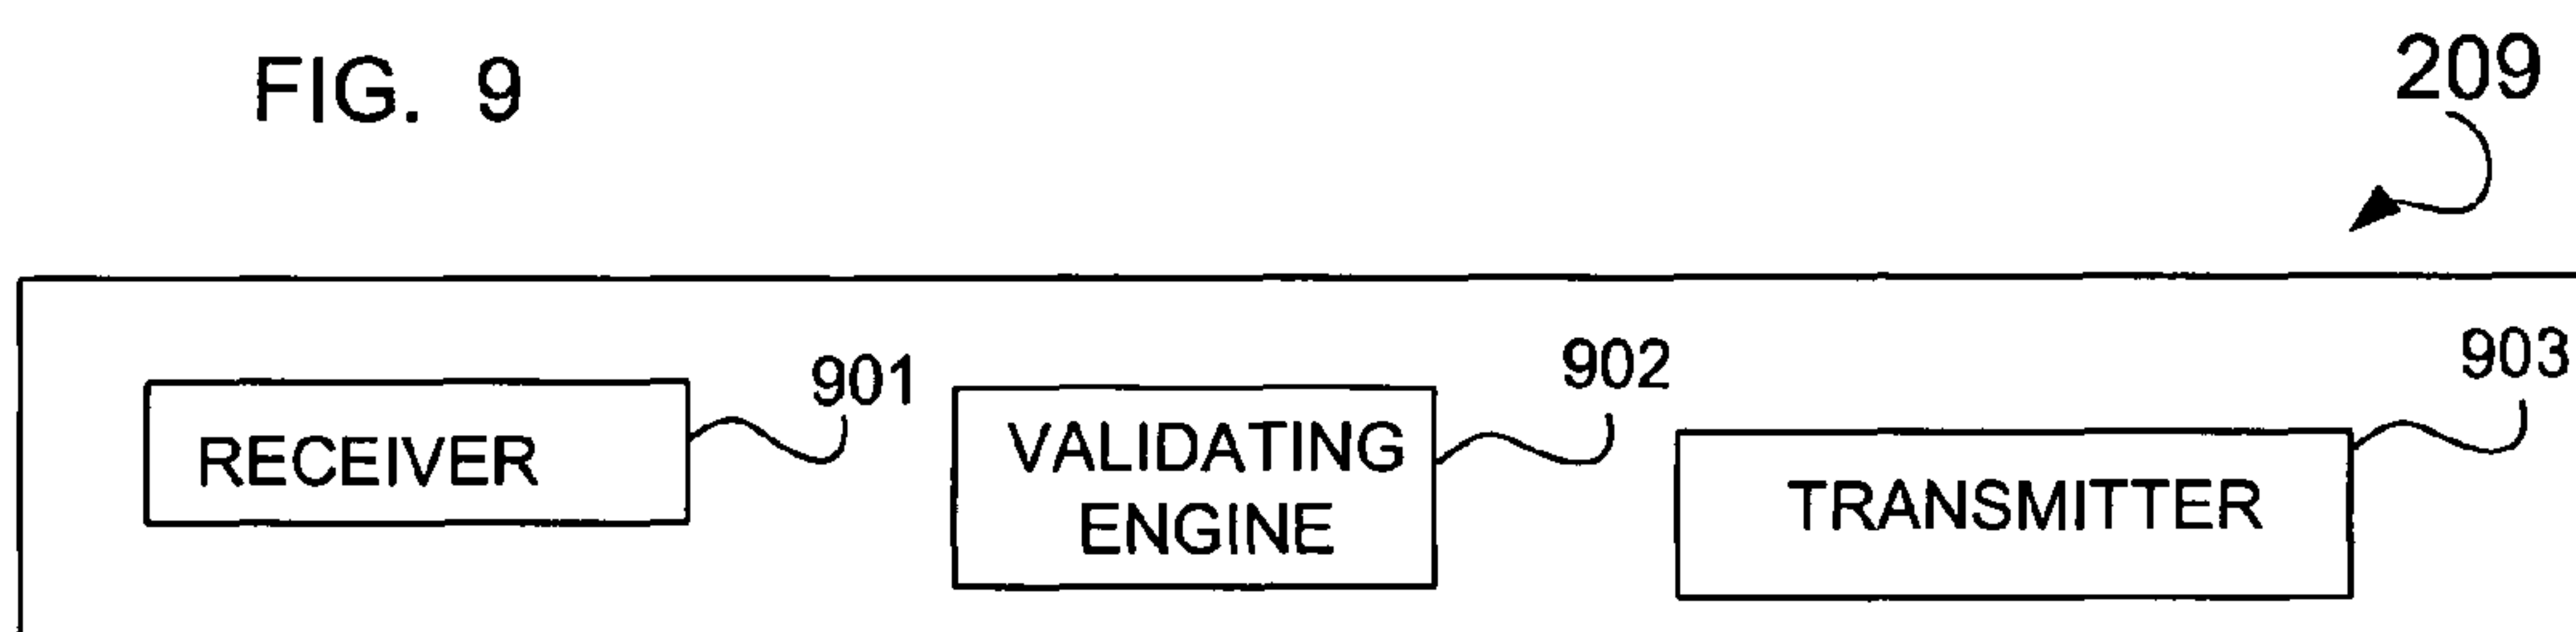 FIG. 9
209
901
902
903
RECEIVER
VALIDATING
ENGINE
TRANSMITTER